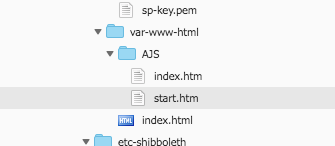 sp-key.pem
var-www-html
AJS
index.htm
start.htm
HTML index.html
etc-shibboleth